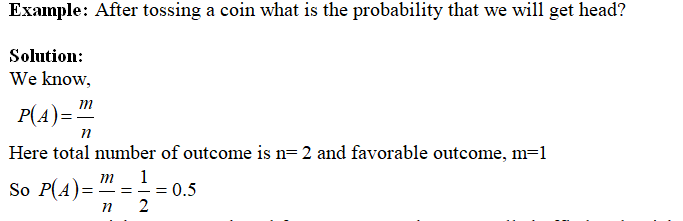 Example: After tossing a coin what is the probability that we will get head?
Solution:
We know,
P(A)= m/n
Here total number of outcome is n= 2 and favorable outcome, m=1
So P(A)= m/n = 1/2 = 0.5